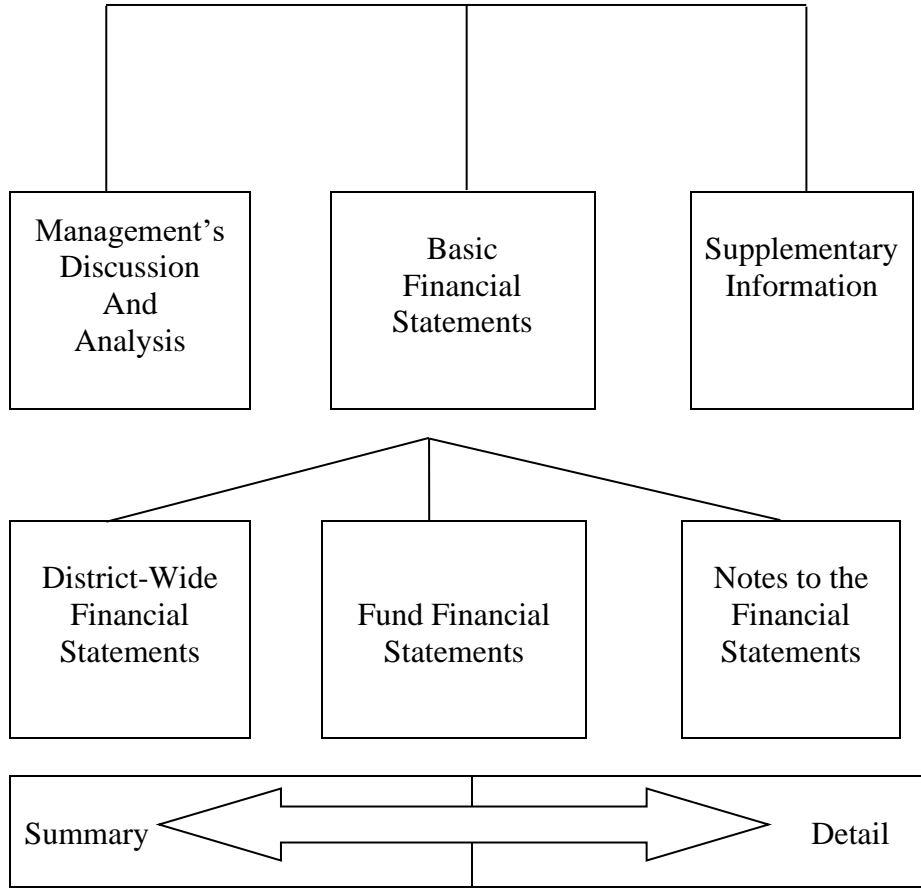 Management’s
Discussion
And
Analysis
Basic
Financial
Statements
Supplementary
Information
District-Wide
Financial
Statements
Fund Financial
Statements
Notes to the
Financial
Statements
Summary
Detail